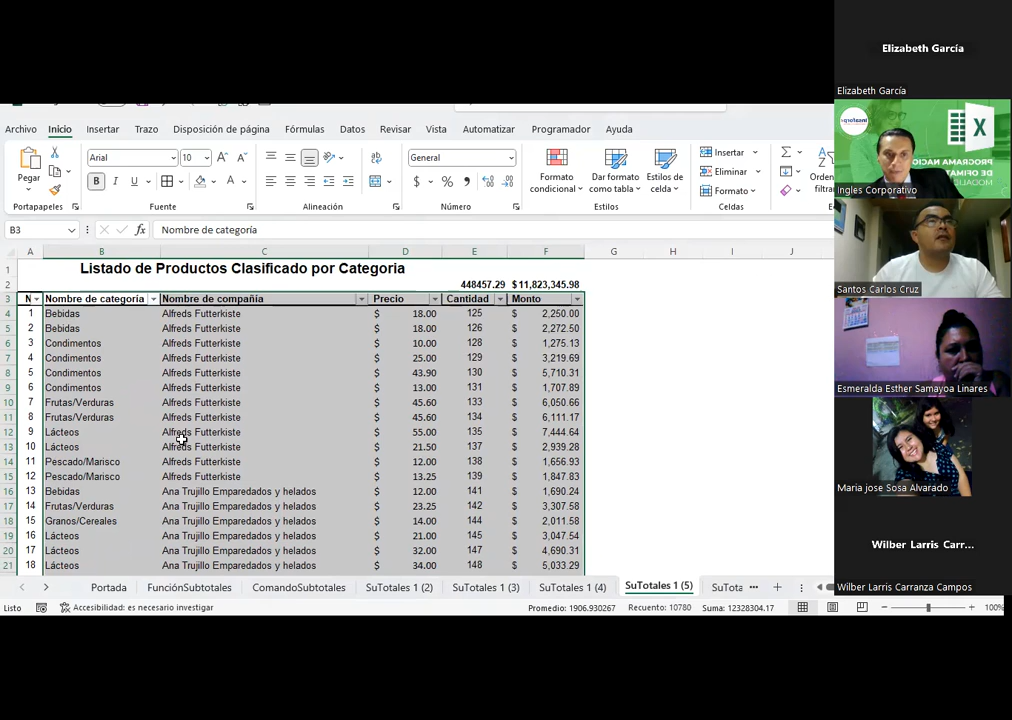 Archivo Inicio Insertar Trazo Disposición de página Fórmulas Datos Revisar Vista Automatizar Programador Ayuda
Pegar
Arial 10
General
Formato condicional
Dar formato como tabla
Estilos de celda
Insertar
Eliminar
Formato
Portapapeles Fuente Alineación Número Estilos Celdas
B3 fx Nombre de categoría
A B C D E F G H I J
1 Listado de Productos Clasificado por Categoria
2 448457.29 $11,823,345.98
3 N Nombre de categoría Nombre de compañia Precio Cantidad Monto
4 1 Bebidas Alfreds Futterkiste $ 18.00 125 $ 2,250.00
5 2 Bebidas Alfreds Futterkiste $ 18.00 126 $ 2,272.50
6 3 Condimentos Alfreds Futterkiste $ 10.00 128 $ 1,275.13
7 4 Condimentos Alfreds Futterkiste $ 25.00 129 $ 3,219.69
8 5 Condimentos Alfreds Futterkiste $ 43.90 130 $ 5,710.31
9 6 Condimentos Alfreds Futterkiste $ 13.00 131 $ 1,707.89
10 7 Frutas/Verduras Alfreds Futterkiste $ 45.60 133 $ 6,050.66
11 8 Frutas/Verduras Alfreds Futterkiste $ 45.60 134 $ 6,111.17
12 9 Lácteos Alfreds Futterkiste $ 55.00 135 $ 7,444.64
13 10 Lácteos Alfreds Futterkiste $ 21.50 137 $ 2,939.28
14 11 Pescado/Marisco Alfreds Futterkiste $ 12.00 138 $ 1,656.93
15 12 Pescado/Marisco Alfreds Futterkiste $ 13.25 139 $ 1,847.83
16 13 Bebidas Ana Trujillo Emparedados y helados $ 12.00 141 $ 1,690.24
17 14 Frutas/Verduras Ana Trujillo Emparedados y helados $ 23.25 142 $ 3,307.58
18 15 Granos/Cereales Ana Trujillo Emparedados y helados $ 14.00 144 $ 2,011.58
19 16 Lácteos Ana Trujillo Emparedados y helados $ 21.00 145 $ 3,047.54
20 17 Lácteos Ana Trujillo Emparedados y helados $ 32.00 147 $ 4,690.31
21 18 Lácteos Ana Trujillo Emparedados y helados $ 34.00 148 $ 5,033.29
Portada FunciónSubtotales ComandoSubtotales SuTotales 1 (2) SuTotales 1 (3) SuTotales 1 (4) SuTotales 1 (5) SuTota
Listo Accesibilidad: es necesario investigar Promedio: 1906.930267 Recuento: 10780 Suma: 12328304.17 100%
Elizabeth García
Elizabeth García
Ingles Corporativo
Santos Carlos Cruz
Esmeralda Esther Samayoa Linares
Maria jose Sosa Alvarado
Wilber Larris Carr...
Wilber Larris Carranza Campos